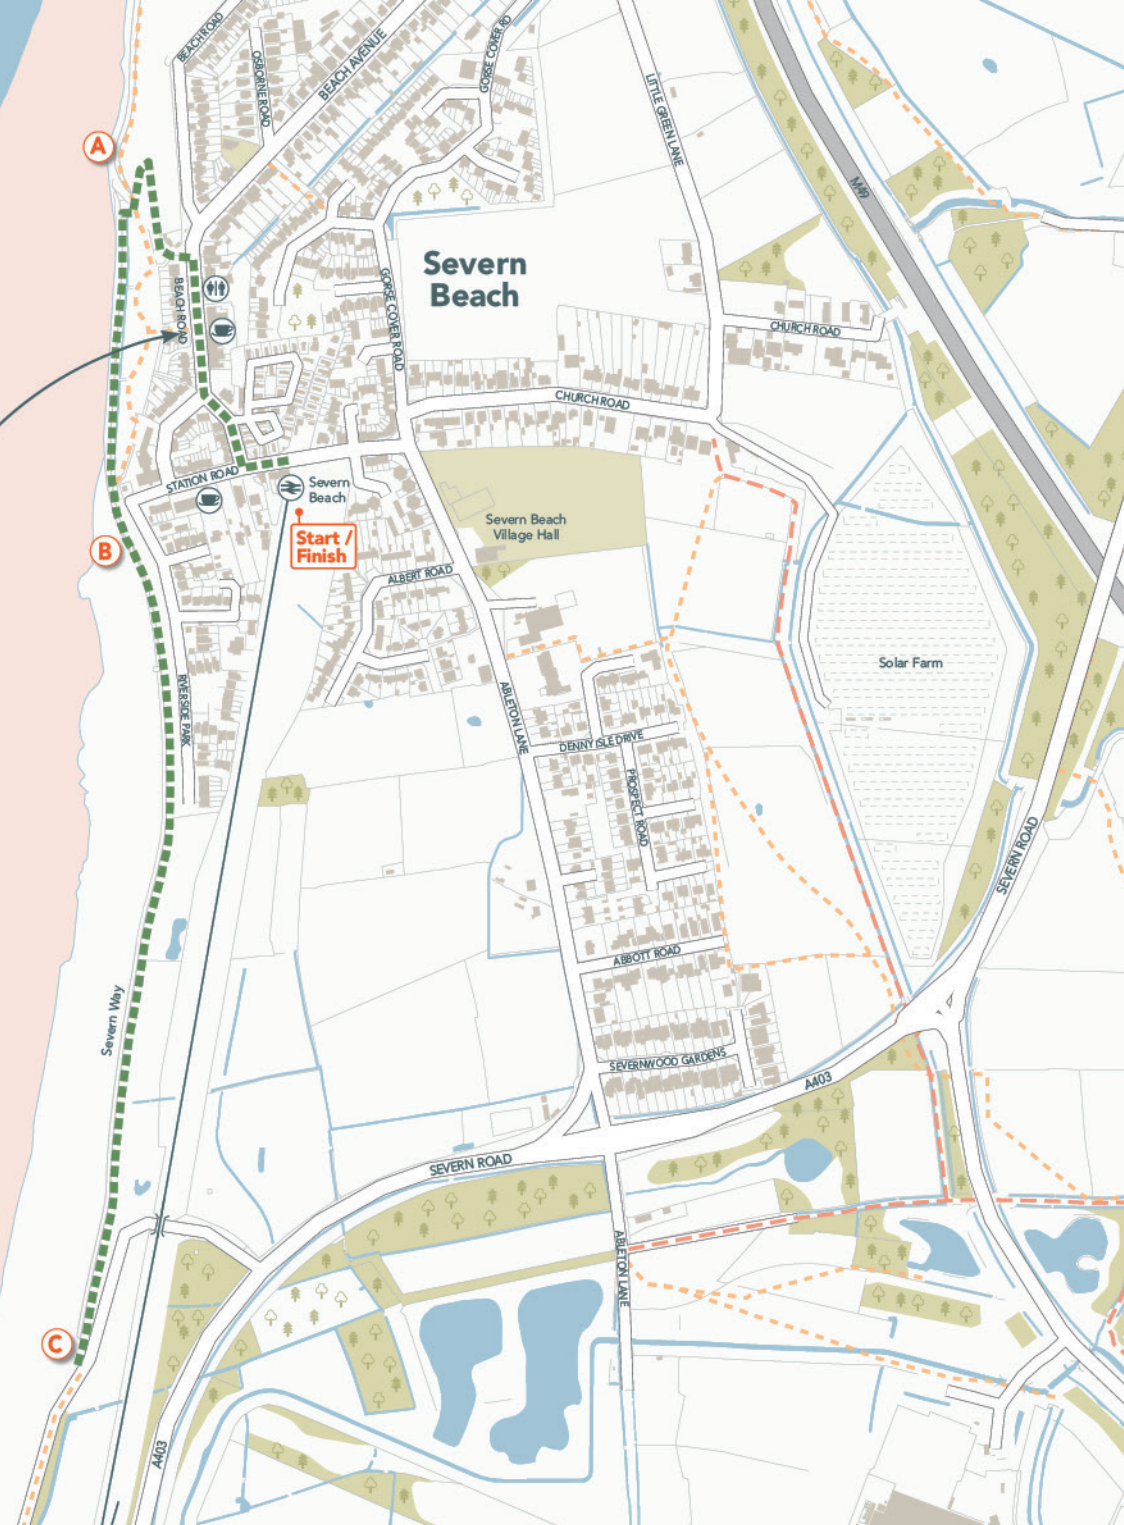 BEACH ROAD
OSBORNE ROAD
BEACH AVENUE
GORSE COVER RD
LITTLE GREEN LANE
M49
A
Severn
Beach
BEACH ROAD
GORSE COVER ROAD
CHURCH ROAD
CHURCH ROAD
STATION ROAD
Severn
Beach
Start /
Finish
Severn Beach
Village Hall
B
ALBERT ROAD
Solar Farm
RIVERSIDE PARK
ABLETON LANE
DENNY ISLE DRIVE
PROSPECT ROAD
SEVERN ROAD
ABBOTT ROAD
Severn Way
SEVERNWOOD GARDENS
A403
SEVERN ROAD
ABLETON LANE
C
A403